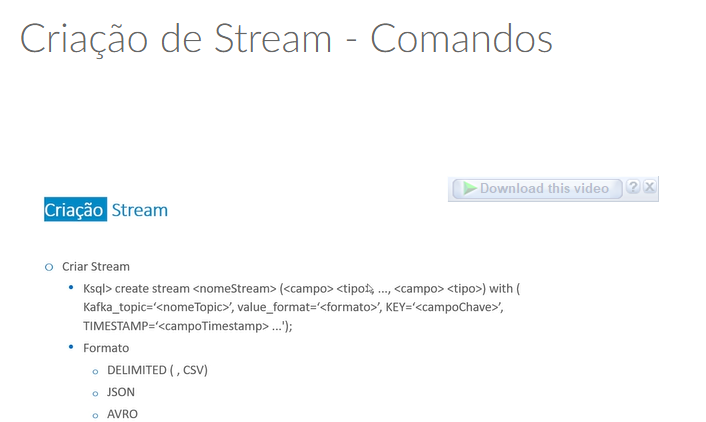 Criação de Stream - Comandos
Download this video ? X
Criação Stream
Criar Stream
Ksql> create stream <nomeStream> (<campo> <tipo>, ..., <campo> <tipo>) with (
Kafka_topic=‘<nomeTopic>’, value_format=‘<formato>’, KEY=‘<campoChave>’,
TIMESTAMP=‘<campoTimestamp> ...');
Formato
DELIMITED ( , CSV)
JSON
AVRO